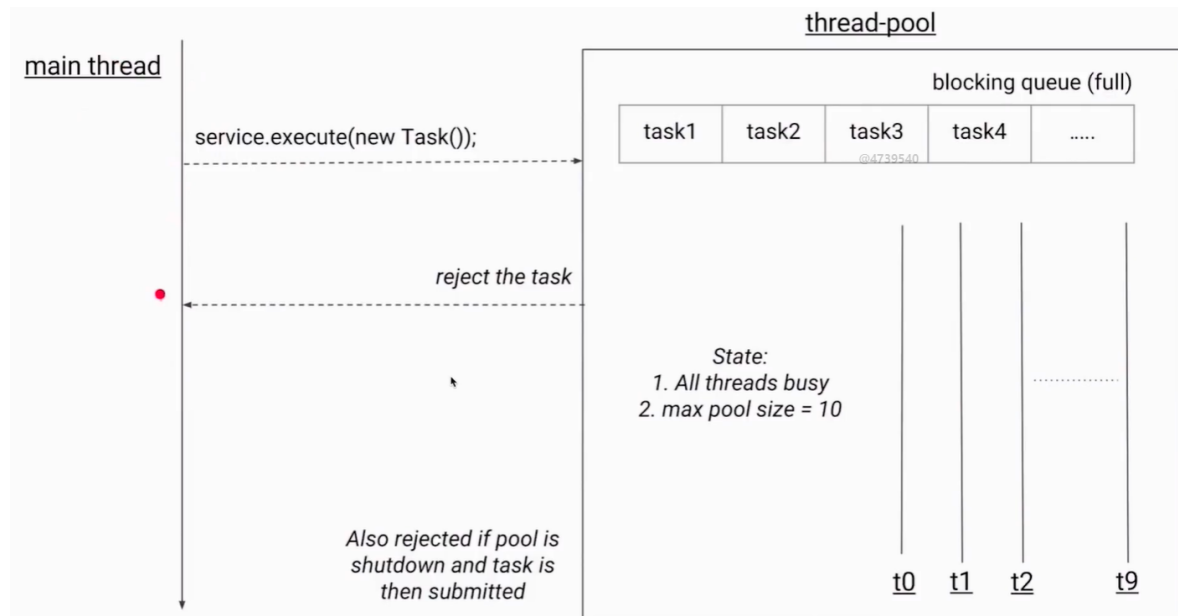 thread-pool
main thread
blocking queue (full)
service.execute(new Task());
task1 task2 task3 task4 .....
@4739540
reject the task
State:
1. All threads busy
2. max pool size = 10
Also rejected if pool is
shutdown and task is
then submitted
t0 t1 t2 t9